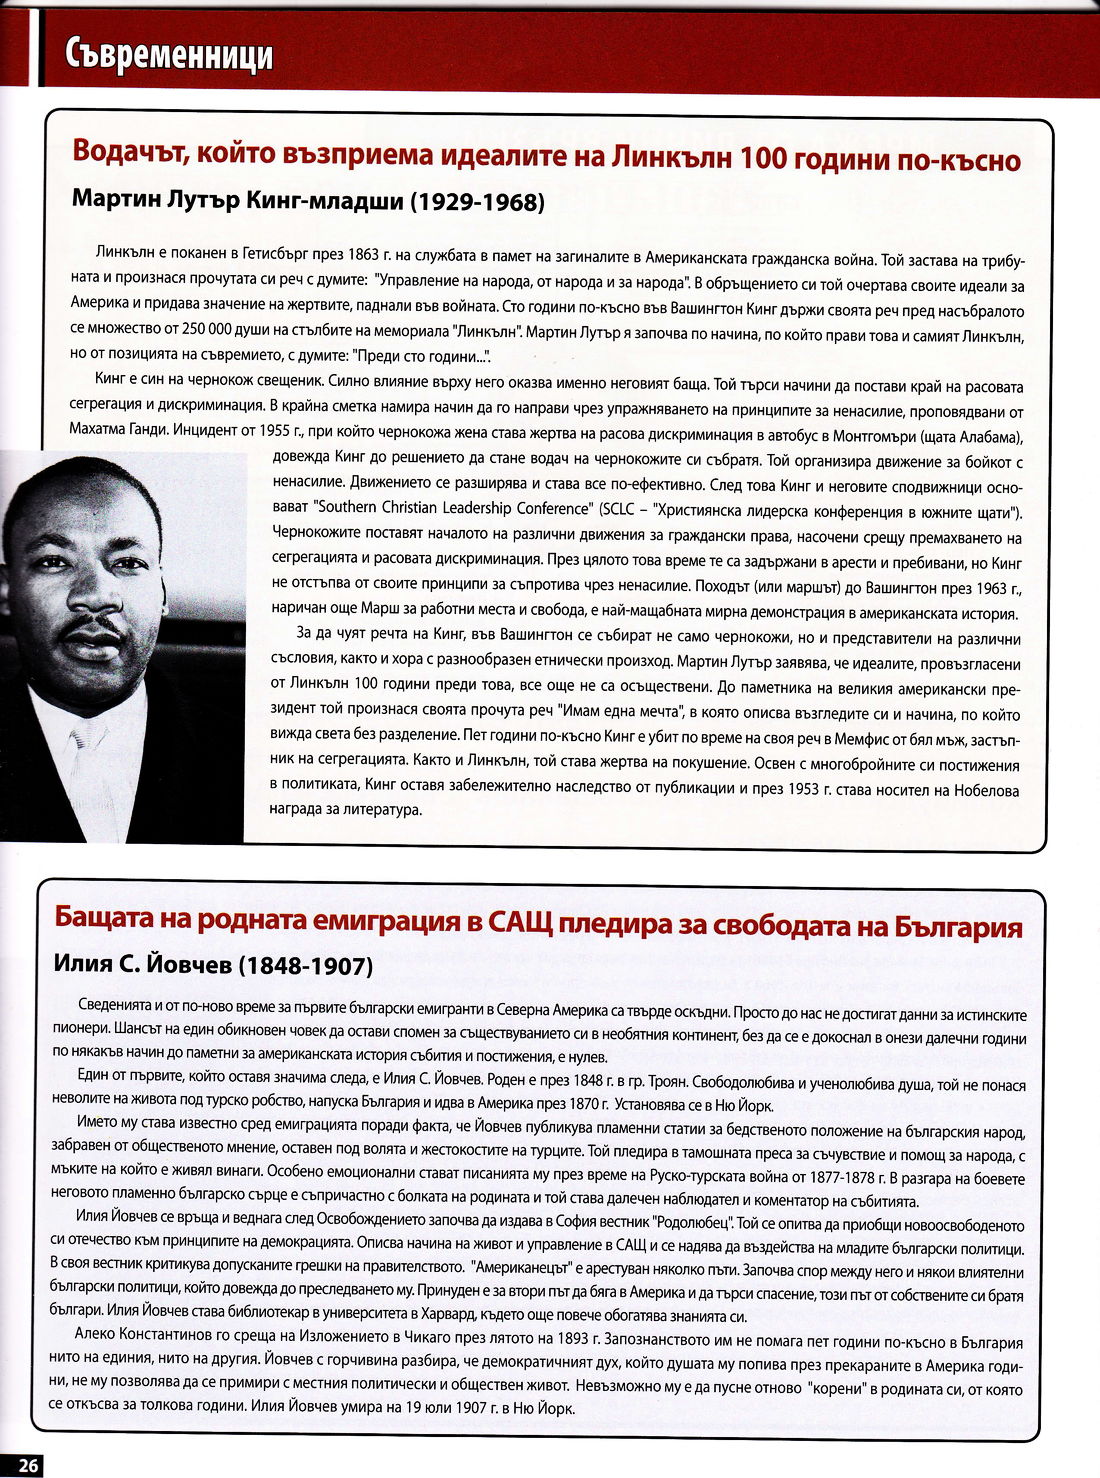 Съвременници
Водачът, който възприема идеалите на Линкълн 100 години по-късно
Мартин Лутър Кинг-младши (1929-1968)
Линкълн е поканен в Гетисбърг през 1863 г. на службата в памет на загиналите в Американската гражданска война. Той застава на трибу-
ната и произнася прочутата си реч с думите: "Управление на народа, от народа и за народа". В обръщението си той очертава своите идеали за
Америка и придава значение на жертвите, паднали във войната. Сто години по-късно във Вашингтон Кинг държи своята реч пред насъбралото
се множество от 250 000 души на стълбите на мемориала "Линкълн". Мартин Лутър я започва по начина, по който прави това и самият Линкълн,
но от позицията на съвремието, с думите: "Преди сто години...".
Кинг е син на чернокож свещеник. Силно влияние върху него оказва именно неговият баща. Той търси начини да постави край на расовата
сегрегация и дискриминация. В крайна сметка намира начин да го направи чрез упражняването на принципите за ненасилие, проповядвани от
Махатма Ганди. Инцидент от 1955 г., при който чернокожа жена става жертва на расова дискриминация в автобус в Монтгомъри (щата Алабама),
довежда Кинг до решението да стане водач на чернокожите си събратя. Той организира движение за бойкот с
ненасилие. Движението се разширява и става все по-ефективно. След това Кинг и неговите сподвижници осно-
вават "Southern Christian Leadership Conference" (SCLC – "Християнска лидерска конференция в южните щати").
Чернокожите поставят началото на различни движения за граждански права, насочени срещу премахването на
сегрегацията и расовата дискриминация. През цялото това време те са задържани в арести и пребивани, но Кинг
не отстъпва от своите принципи за съпротива чрез ненасилие. Походът (или маршът) до Вашингтон през 1963 г.,
наричан още Марш за работни места и свобода, е най-мащабната мирна демонстрация в американската история.
За да чуят речта на Кинг, във Вашингтон се събират не само чернокожи, но и представители на различни
съсловия, както и хора с разнообразен етнически произход. Мартин Лутър заявява, че идеалите, провъзгласени
от Линкълн 100 години преди това, все още не са осъществени. До паметника на великия американски пре-
зидент той произнася своята прочута реч "Имам една мечта", в която описва възгледите си и начина, по който
вижда света без разделение. Пет години по-късно Кинг е убит по време на своя реч в Мемфис от бял мъж, застъп-
ник на сегрегацията. Както и Линкълн, той става жертва на покушение. Освен с многобройните си постижения
в политиката, Кинг оставя забележително наследство от публикации и през 1953 г. става носител на Нобелова
награда за литература.
Бащата на родната емиграция в САЩ пледира за свободата на България
Илия С. Йовчев (1848-1907)
Сведенията и от по-ново време за първите български емигранти в Северна Америка са твърде оскъдни. Просто до нас не достигат данни за истинските
пионери. Шансът на един обикновен човек да остави спомен за съществуването си в необятния континент, без да се е докоснал в онези далечни години
по някакъв начин до паметни за американската история събития и постижения, е нулев.
Един от първите, който оставя значима следа, е Илия С. Йовчев. Роден е през 1848 г. в гр. Троян. Свободолюбива и ученолюбива душа, той не понася
неволите на живота под турско робство, напуска България и идва в Америка през 1870 г. Установява се в Ню Йорк.
Името му става известно сред емиграцията поради факта, че Йовчев публикува пламенни статии за бедственото положение на българския народ,
забравен от общественото мнение, оставен под волята и жестокостите на турците. Той пледира в тамошната преса за съчувствие и помощ за народа, с
мъките на който е живял винаги. Особено емоционални стават писанията му през време на Руско-турската война от 1877-1878 г. В разгара на боевете
неговото пламенно българско сърце е съпричастно с болката на родината и той става далечен наблюдател и коментатор на събитията.
Илия Йовчев се връща и веднага след Освобождението започва да издава в София вестник "Родолюбец". Той се опитва да приобщи новоосвободеното
си отечество към принципите на демокрацията. Описва начина на живот и управление в САЩ и се надява да въздейства на младите български политици.
В своя вестник критикува допусканите грешки на правителството. "Американецът" е арестуван няколко пъти. Започва спор между него и някои влиятелни
български политици, който довежда до преследването му. Принуден е за втори път да бяга в Америка и да търси спасение, този път от собствените си братя
българи. Илия Йовчев става библиотекар в университета в Харвард, където още повече обогатява знанията си.
Алеко Константинов го среща на Изложението в Чикаго през лятото на 1893 г. Запознанството им не помага пет години по-късно в България
нито на единия, нито на другия. Йовчев с горчивина разбира, че демократичният дух, който душата му попива през прекараните в Америка годи-
ни, не му позволява да се примири с местния политически и обществен живот. Невъзможно му е да пусне отново "корени" в родината си, от която
се откъсва за толкова години. Илия Йовчев умира на 19 юли 1907 г. в Ню Йорк.
26